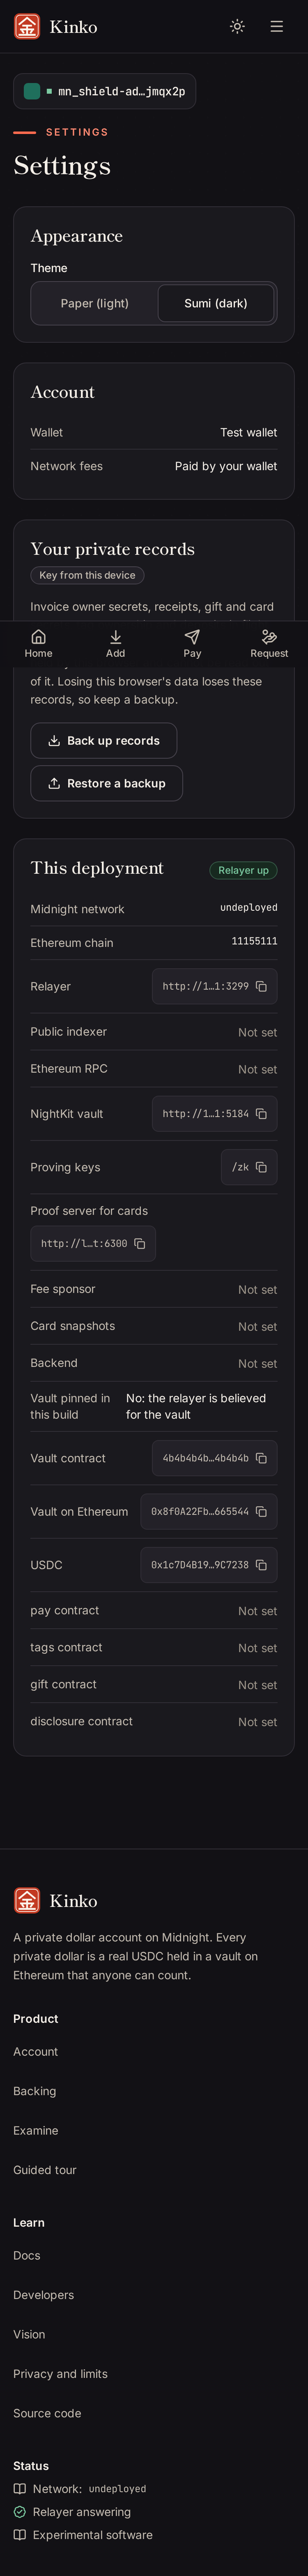 金 Kinko
mn_shield-ad…jmqx2p
SETTINGS
Settings
Appearance
Theme
Paper (light) Sumi (dark)
Account
Wallet Test wallet
Network fees Paid by your wallet
Your private records
Key from this device
Invoice owner secrets, receipts, gift and card
Home Add Pay Request
of it. Losing this browser's data loses these
records, so keep a backup.
Back up records
Restore a backup
This deployment Relayer up
Midnight network undeployed
Ethereum chain 11155111
Relayer http://1…1:3299
Public indexer Not set
Ethereum RPC Not set
NightKit vault http://1…1:5184
Proving keys /zk
Proof server for cards
http://l…t:6300
Fee sponsor Not set
Card snapshots Not set
Backend Not set
Vault pinned in this build No: the relayer is believed for the vault
Vault contract 4b4b4b4b…4b4b4b
Vault on Ethereum 0x8f0A22Fb…665544
USDC 0x1c7D4B19…9C7238
pay contract Not set
tags contract Not set
gift contract Not set
disclosure contract Not set
金 Kinko
A private dollar account on Midnight. Every
private dollar is a real USDC held in a vault on
Ethereum that anyone can count.
Product
Account
Backing
Examine
Guided tour
Learn
Docs
Developers
Vision
Privacy and limits
Source code
Status
Network: undeployed
Relayer answering
Experimental software